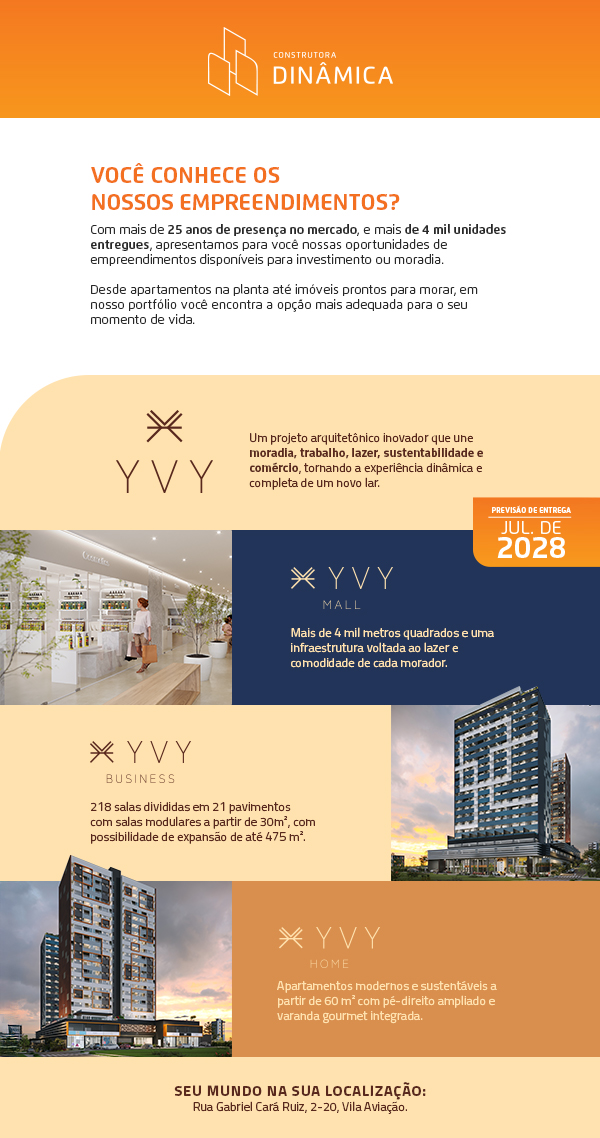 CONSTRUTORA
DINÂMICA
VOCÊ CONHECE OS
NOSSOS EMPREENDIMENTOS?
Com mais de 25 anos de presença no mercado, e mais de 4 mil unidades
entregues, apresentamos para você nossas oportunidades de
empreendimentos disponíveis para investimento ou moradia.
Desde apartamentos na planta até imóveis prontos para morar, em
nosso portfólio você encontra a opção mais adequada para o seu
momento de vida.
YVY
Um projeto arquitetônico inovador que une
moradia, trabalho, lazer, sustentabilidade e
comércio, tornando a experiência dinâmica e
completa de um novo lar.
PREVISÃO DE ENTREGA
JUL. DE
2028
YVY
MALL
Mais de 4 mil metros quadrados e uma
infraestrutura voltada ao lazer e
comodidade de cada morador.
YVY
BUSINESS
218 salas divididas em 21 pavimentos
com salas modulares a partir de 30m², com
possibilidade de expansão de até 475 m².
YVY
HOME
Apartamentos modernos e sustentáveis a
partir de 60 m² com pé-direito ampliado e
varanda gourmet integrada.
SEU MUNDO NA SUA LOCALIZAÇÃO:
Rua Gabriel Cará Ruiz, 2-20, Vila Aviação.